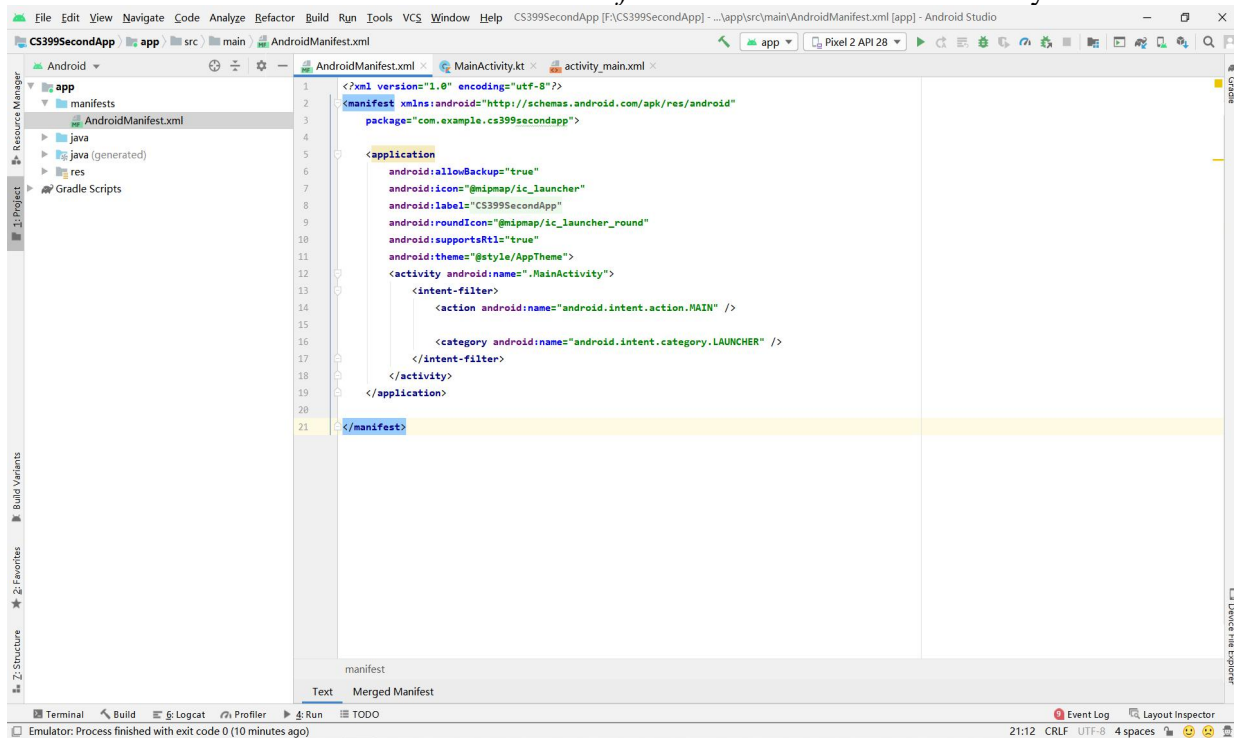 File Edit View Navigate Code Analyze Refactor Build Run Tools VCS Window Help CS399SecondApp [F:\CS399SecondApp] - ...\app\src\main\AndroidManifest.xml [app] - Android Studio
CS399SecondApp app src main AndroidManifest.xml app Pixel 2 API 28
Android AndroidManifest.xml MainActivity.kt activity_main.xml
app
manifests
AndroidManifest.xml
java
java (generated)
res
Gradle Scripts
Resource Manager
1: Project
Build Variants
2: Favorites
7: Structure
1 <?xml version="1.0" encoding="utf-8"?>
2 <manifest xmlns:android="http://schemas.android.com/apk/res/android"
3 package="com.example.cs399secondapp">
4
5 <application
6 android:allowBackup="true"
7 android:icon="@mipmap/ic_launcher"
8 android:label="CS399SecondApp"
9 android:roundIcon="@mipmap/ic_launcher_round"
10 android:supportsRtl="true"
11 android:theme="@style/AppTheme">
12 <activity android:name=".MainActivity">
13 <intent-filter>
14 <action android:name="android.intent.action.MAIN" />
15
16 <category android:name="android.intent.category.LAUNCHER" />
17 </intent-filter>
18 </activity>
19 </application>
20
21 </manifest>
Gradle
Device File Explorer
manifest
Text Merged Manifest
Terminal Build 6: Logcat Profiler 4: Run TODO 9 Event Log Layout Inspector
Emulator: Process finished with exit code 0 (10 minutes ago) 21:12 CRLF UTF-8 4 spaces